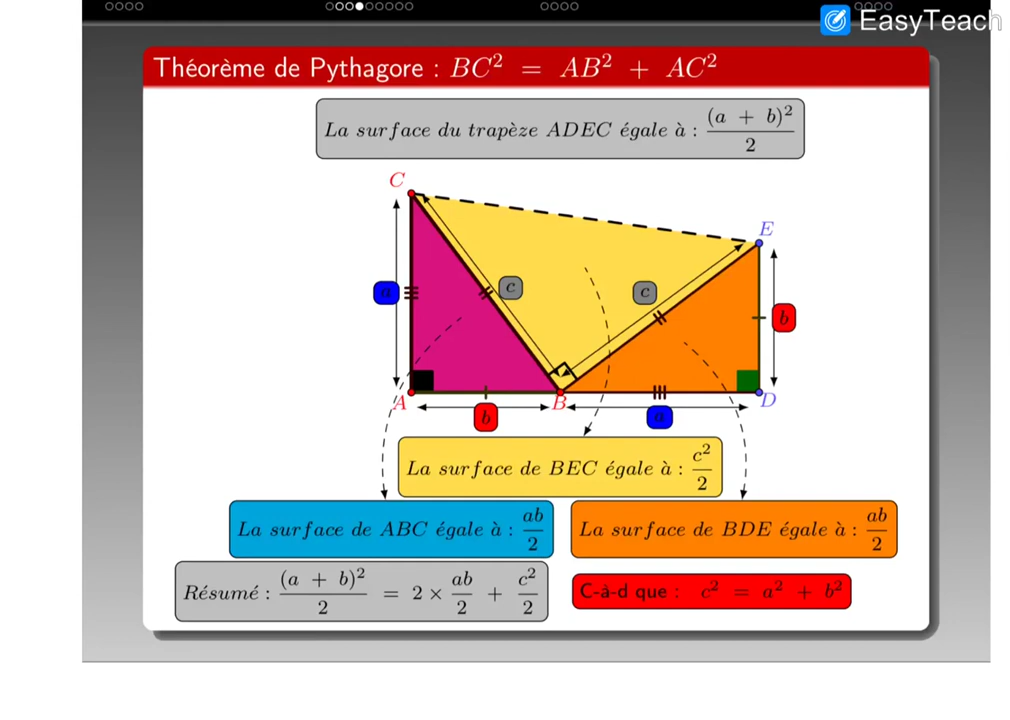 EasyTeach
Théorème de Pythagore : BC² = AB² + AC²
La surface du trapèze ADEC égale à : (a + b)²/2
C
E
a
c
c
b
A
B
D
b
a
La surface de BEC égale à : c²/2
La surface de ABC égale à : ab/2
La surface de BDE égale à : ab/2
Résumé : (a + b)²/2 = 2 × ab/2 + c²/2
C-à-d que : c² = a² + b²